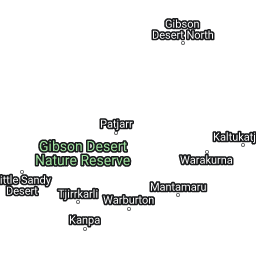 Gibson
Desert North
Patjarr
Kaltukatj
Gibson Desert
Nature Reserve
Warakurna
ittle Sandy
Desert
Tjirrkarli
Mantamaru
Warburton
Kanpa